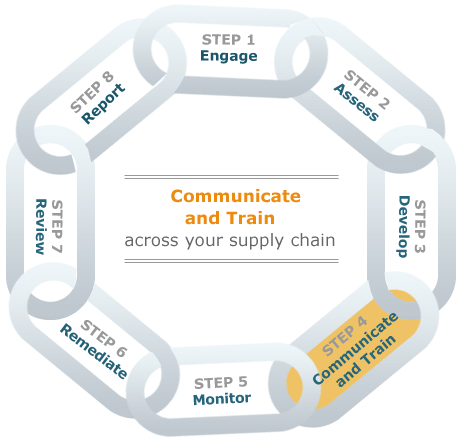 STEP 1
Engage
STEP 2
Assess
STEP 3
Develop
STEP 4
Communicate
and Train
STEP 5
Monitor
STEP 6
Remediate
STEP 7
Review
STEP 8
Report
Communicate
and Train
across your supply chain